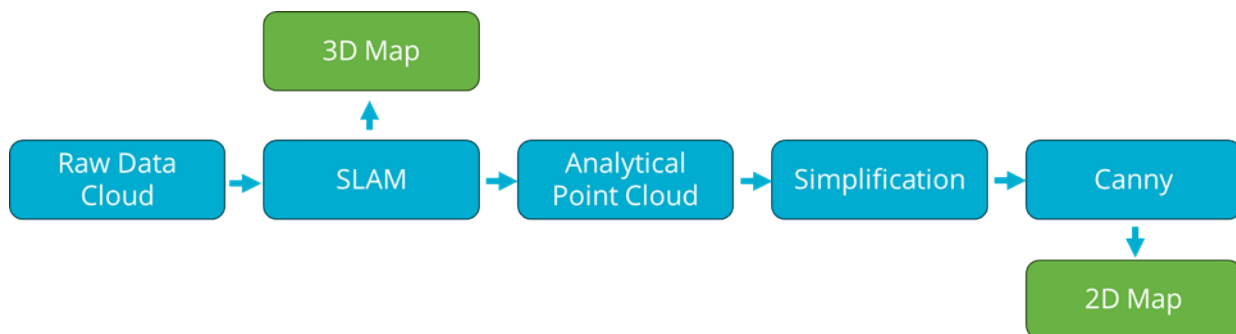 3D Map
Raw Data
Cloud
SLAM
Analytical
Point Cloud
Simplification
Canny
2D Map